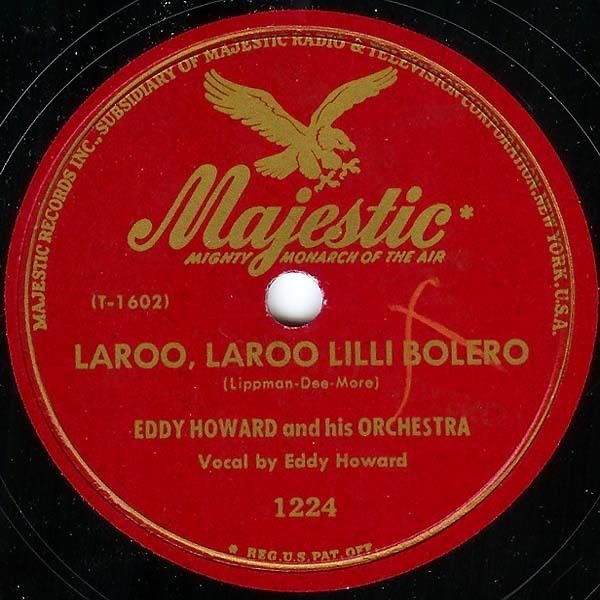 MAJESTIC RECORDS INC., SUBSIDIARY OF MAJESTIC RADIO & TELEVISION CORPORATION, NEW YORK, U.S.A.
Majestic*
MIGHTY MONARCH OF THE AIR
(T-1602)
LAROO, LAROO LILLI BOLERO
(Lippman-Dee-More)
EDDY HOWARD and his ORCHESTRA
Vocal by Eddy Howard
1224
* REG. U.S. PAT. OFF.